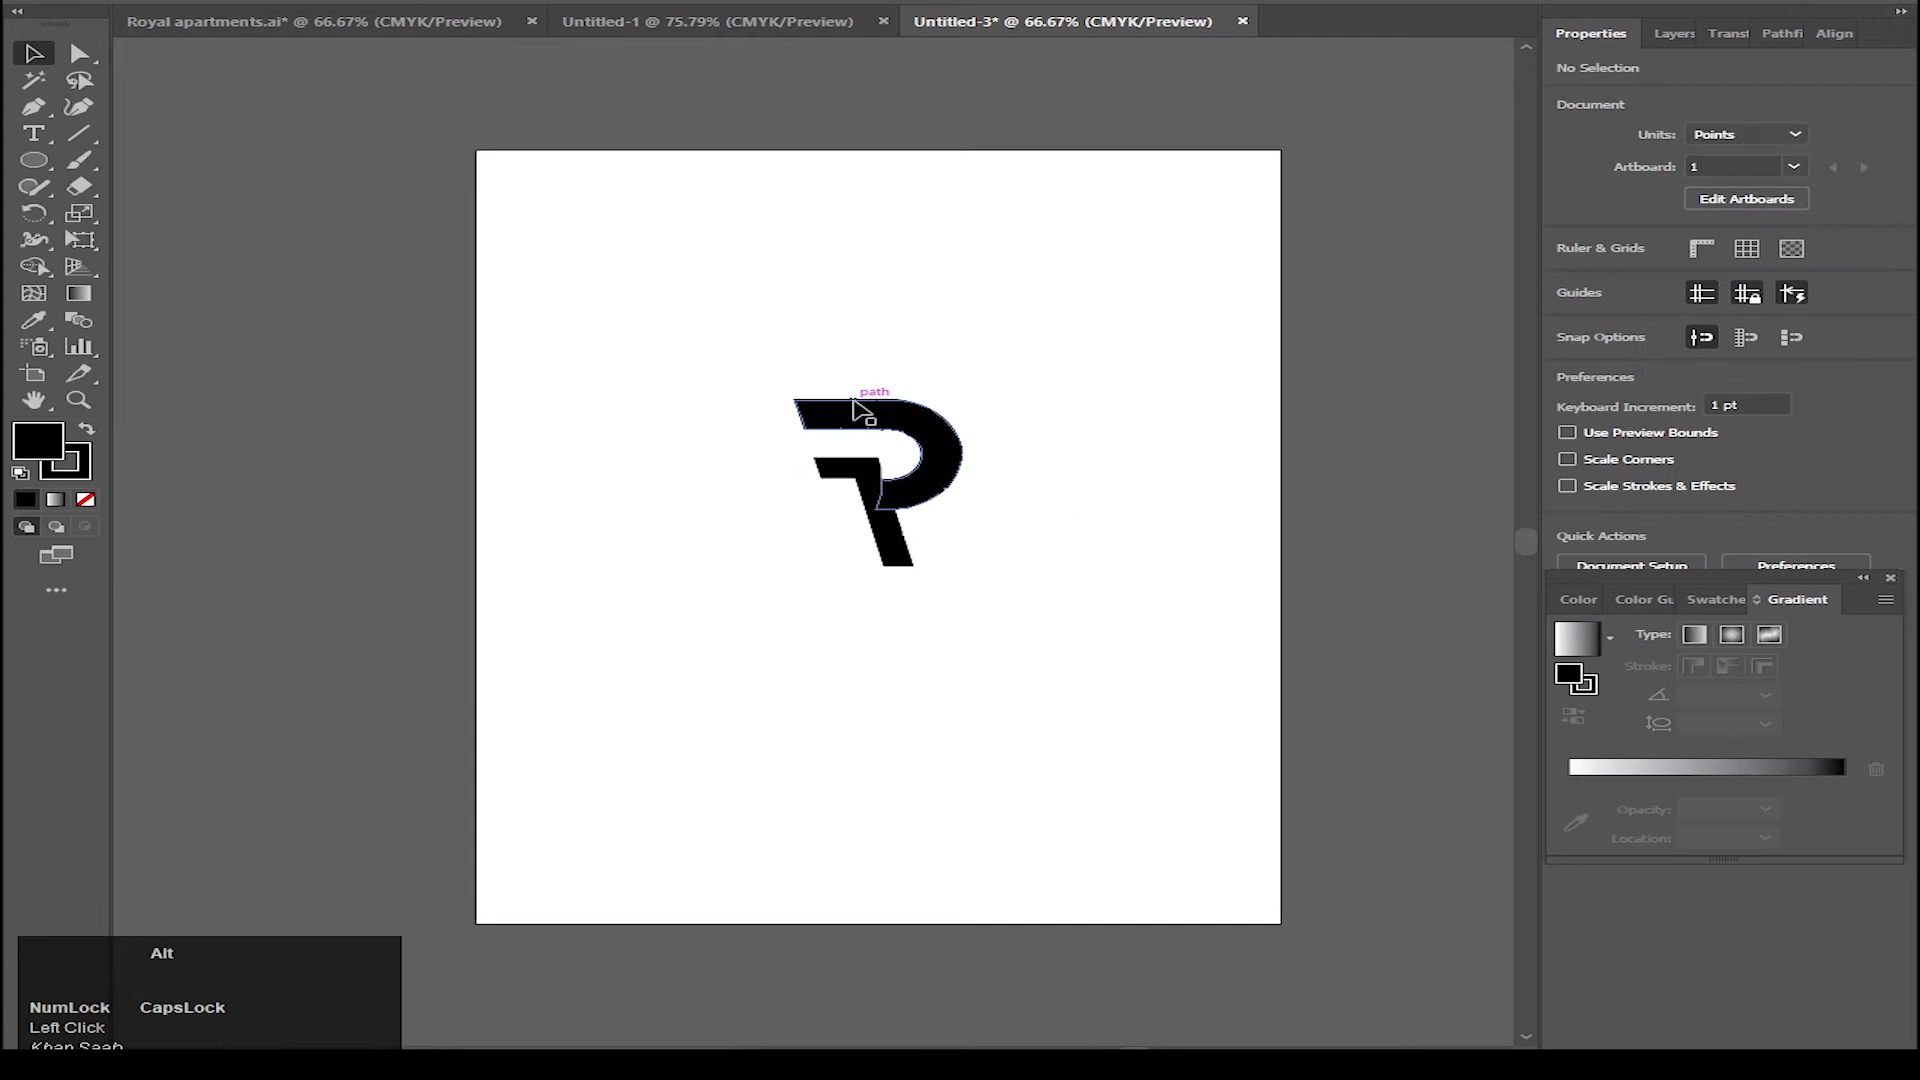 Royal apartments.ai* @ 66.67% (CMYK/Preview)
Untitled-1 @ 75.79% (CMYK/Preview)
Untitled-3* @ 66.67% (CMYK/Preview)
Properties
Layers
Transf
Pathfi
Align
No Selection
Document
Units: Points
Artboard: 1
Edit Artboards
Ruler & Grids
Guides
Snap Options
Preferences
Keyboard Increment: 1 pt
Use Preview Bounds
Scale Corners
Scale Strokes & Effects
Quick Actions
Document Setup
Preferences
Color
Color Gu
Swatche
Gradient
Type:
Stroke:
Opacity:
Location:
path
R
Alt
NumLock CapsLock
Left Click
Khan Saab